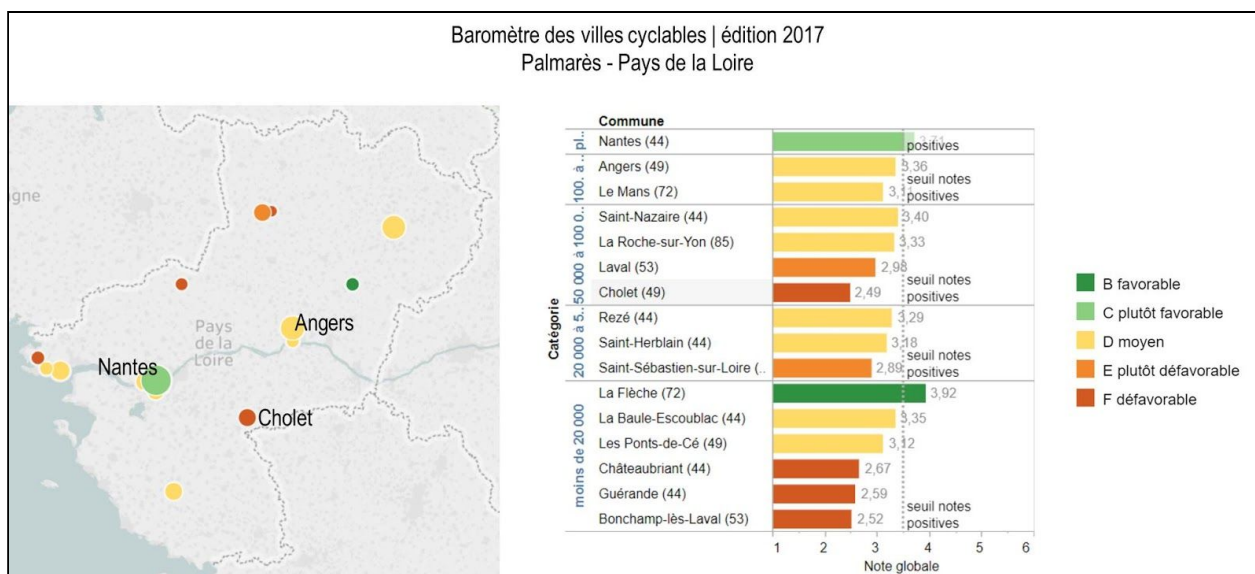 Baromètre des villes cyclables | édition 2017
Palmarès - Pays de la Loire
ogne
Pays
de la
Loire
Angers
Nantes
Cholet
Catégorie
Commune
pl..
Nantes (44) 3,71
positives
100. à ..
Angers (49) 3,36
Le Mans (72)
seuil notes
positives
50 000 à 100 0..
Saint-Nazaire (44) 3,40
La Roche-sur-Yon (85) 3,33
Laval (53) 2,98
Cholet (49) 2,49
seuil notes
positives
20 000 à 5..
Rezé (44) 3,29
Saint-Herblain (44) 3,18
Saint-Sébastien-sur-Loire (.. 2,89
seuil notes
positives
moins de 20 000
La Flèche (72) 3,92
La Baule-Escoublac (44) 3,35
Les Ponts-de-Cé (49) 3,12
Châteaubriant (44) 2,67
Guérande (44) 2,59
Bonchamp-lès-Laval (53) 2,52
seuil notes
positives
1 2 3 4 5 6
Note globale
B favorable
C plutôt favorable
D moyen
E plutôt défavorable
F défavorable